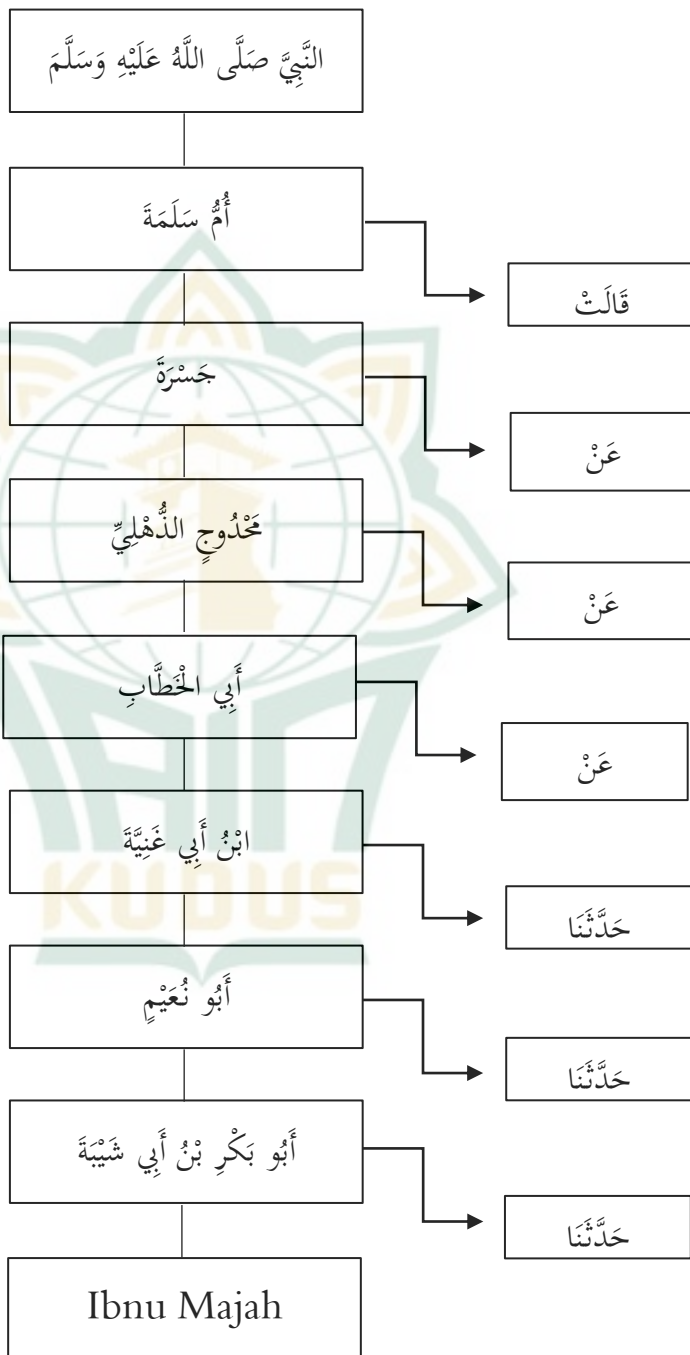 النَّبِيَّ صَلَّى اللَّهُ عَلَيْهِ وَسَلَّمَ
أُمُّ سَلَمَةَ
قَالَتْ
جَسْرَةَ
عَنْ
مَحْدُوجٍ الذُّهْلِيِّ
عَنْ
أَبِي الْخَطَّابِ
عَنْ
ابْنُ أَبِي غَنِيَّةَ
حَدَّثَنَا
أَبُو نُعَيْمٍ
حَدَّثَنَا
أَبُو بَكْرِ بْنُ أَبِي شَيْبَةَ
حَدَّثَنَا
Ibnu Majah
KUDUS